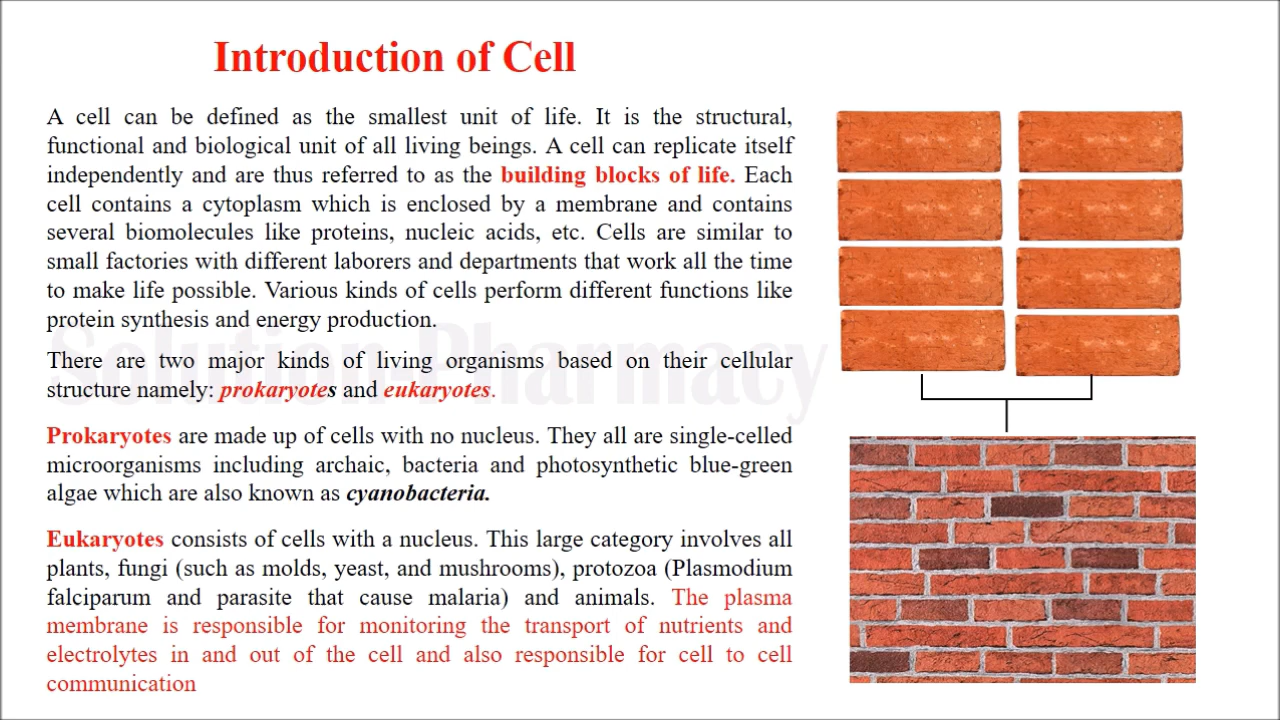 Introduction of Cell
A cell can be defined as the smallest unit of life. It is the structural,
functional and biological unit of all living beings. A cell can replicate itself
independently and are thus referred to as the building blocks of life. Each
cell contains a cytoplasm which is enclosed by a membrane and contains
several biomolecules like proteins, nucleic acids, etc. Cells are similar to
small factories with different laborers and departments that work all the time
to make life possible. Various kinds of cells perform different functions like
protein synthesis and energy production.
Solution-Pharmacy
There are two major kinds of living organisms based on their cellular
structure namely: prokaryotes and eukaryotes.
Prokaryotes are made up of cells with no nucleus. They all are single-celled
microorganisms including archaic, bacteria and photosynthetic blue-green
algae which are also known as cyanobacteria.
Eukaryotes consists of cells with a nucleus. This large category involves all
plants, fungi (such as molds, yeast, and mushrooms), protozoa (Plasmodium
falciparum and parasite that cause malaria) and animals. The plasma
membrane is responsible for monitoring the transport of nutrients and
electrolytes in and out of the cell and also responsible for cell to cell
communication